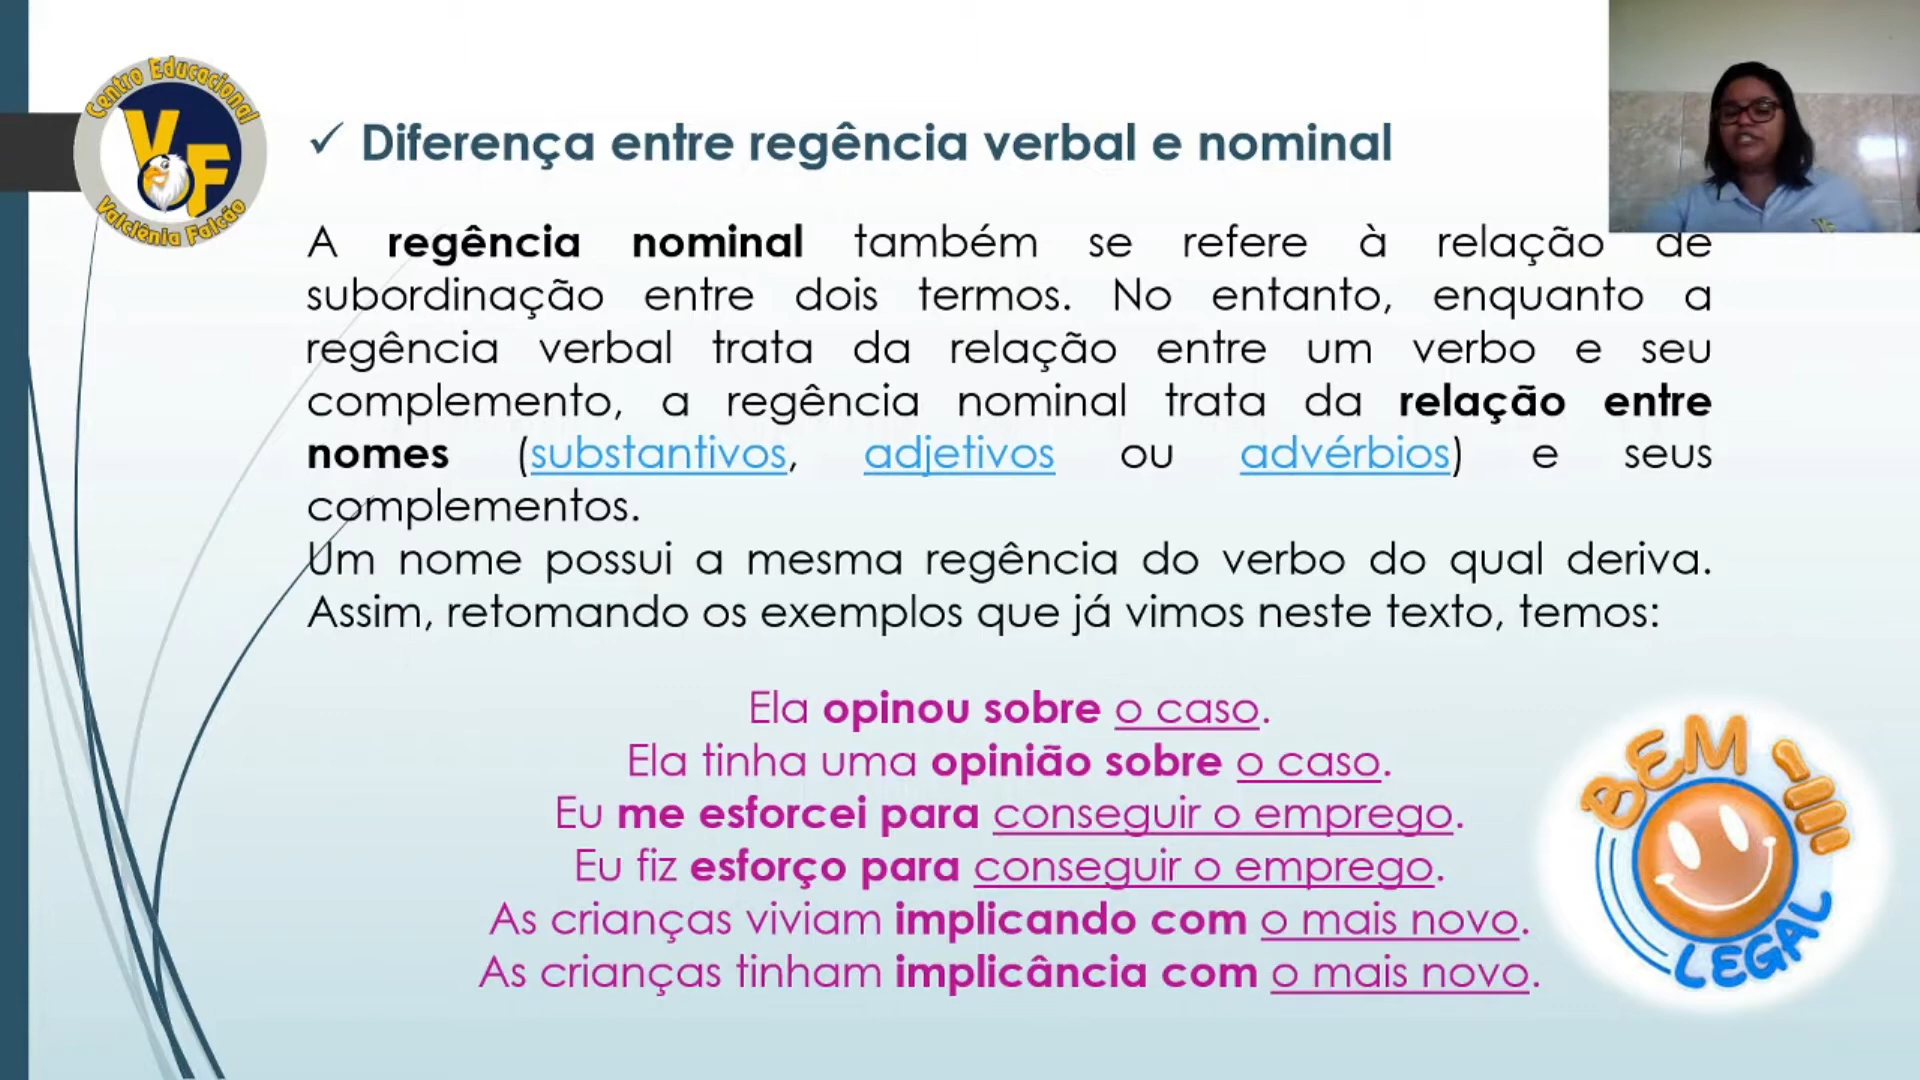 Centro Educacional
VF
Valciênia Falcão
✓ Diferença entre regência verbal e nominal
A regência nominal também se refere à relação de
subordinação entre dois termos. No entanto, enquanto a
regência verbal trata da relação entre um verbo e seu
complemento, a regência nominal trata da relação entre
nomes (substantivos, adjetivos ou advérbios) e seus
complementos.
Um nome possui a mesma regência do verbo do qual deriva.
Assim, retomando os exemplos que já vimos neste texto, temos:
Ela opinou sobre o caso.
Ela tinha uma opinião sobre o caso.
Eu me esforcei para conseguir o emprego.
Eu fiz esforço para conseguir o emprego.
As crianças viviam implicando com o mais novo.
As crianças tinham implicância com o mais novo.
BEM
LEGAL